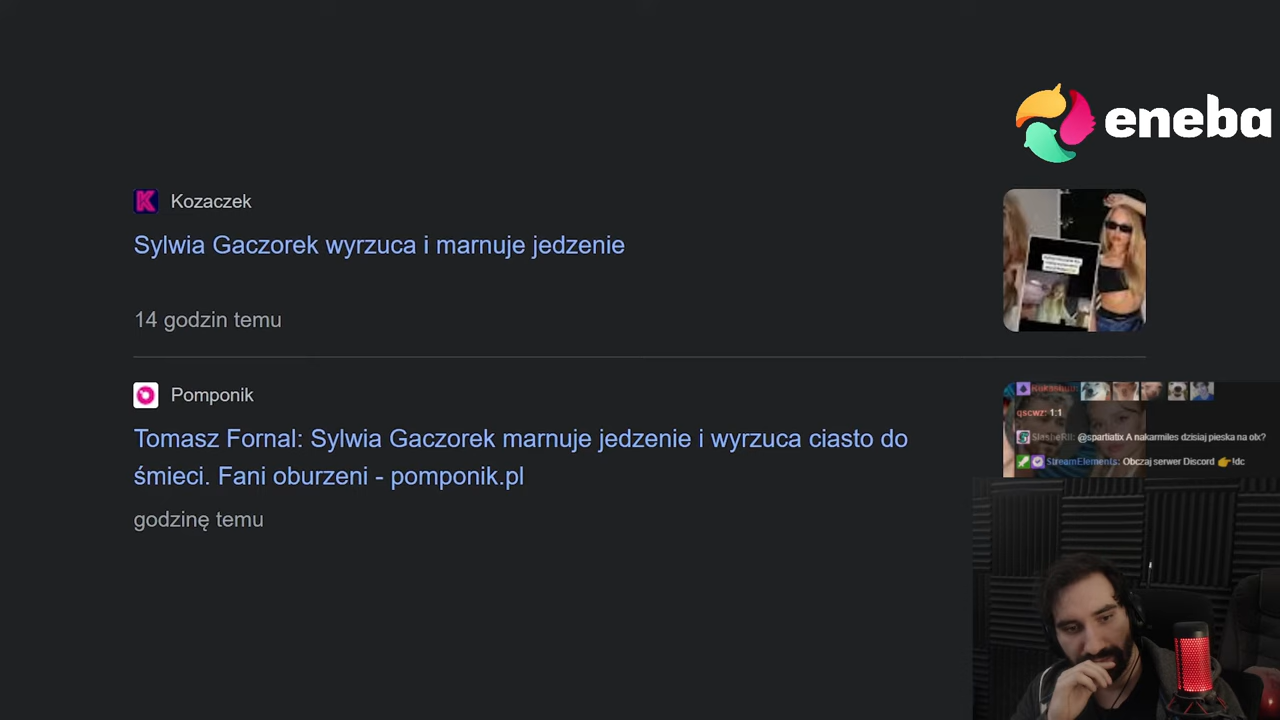 eneba
Kozaczek
Sylwia Gaczorek wyrzuca i marnuje jedzenie
14 godzin temu
Pomponik
Tomasz Fornal: Sylwia Gaczorek marnuje jedzenie i wyrzuca ciasto do
śmieci. Fani oburzeni - pomponik.pl
godzinę temu
qscwz: 1:1
SlasheRII: @spartiatix A nakarmiles dzisiaj pieska na olx?
StreamElements: Obczaj serwer Discord 👉 !dc